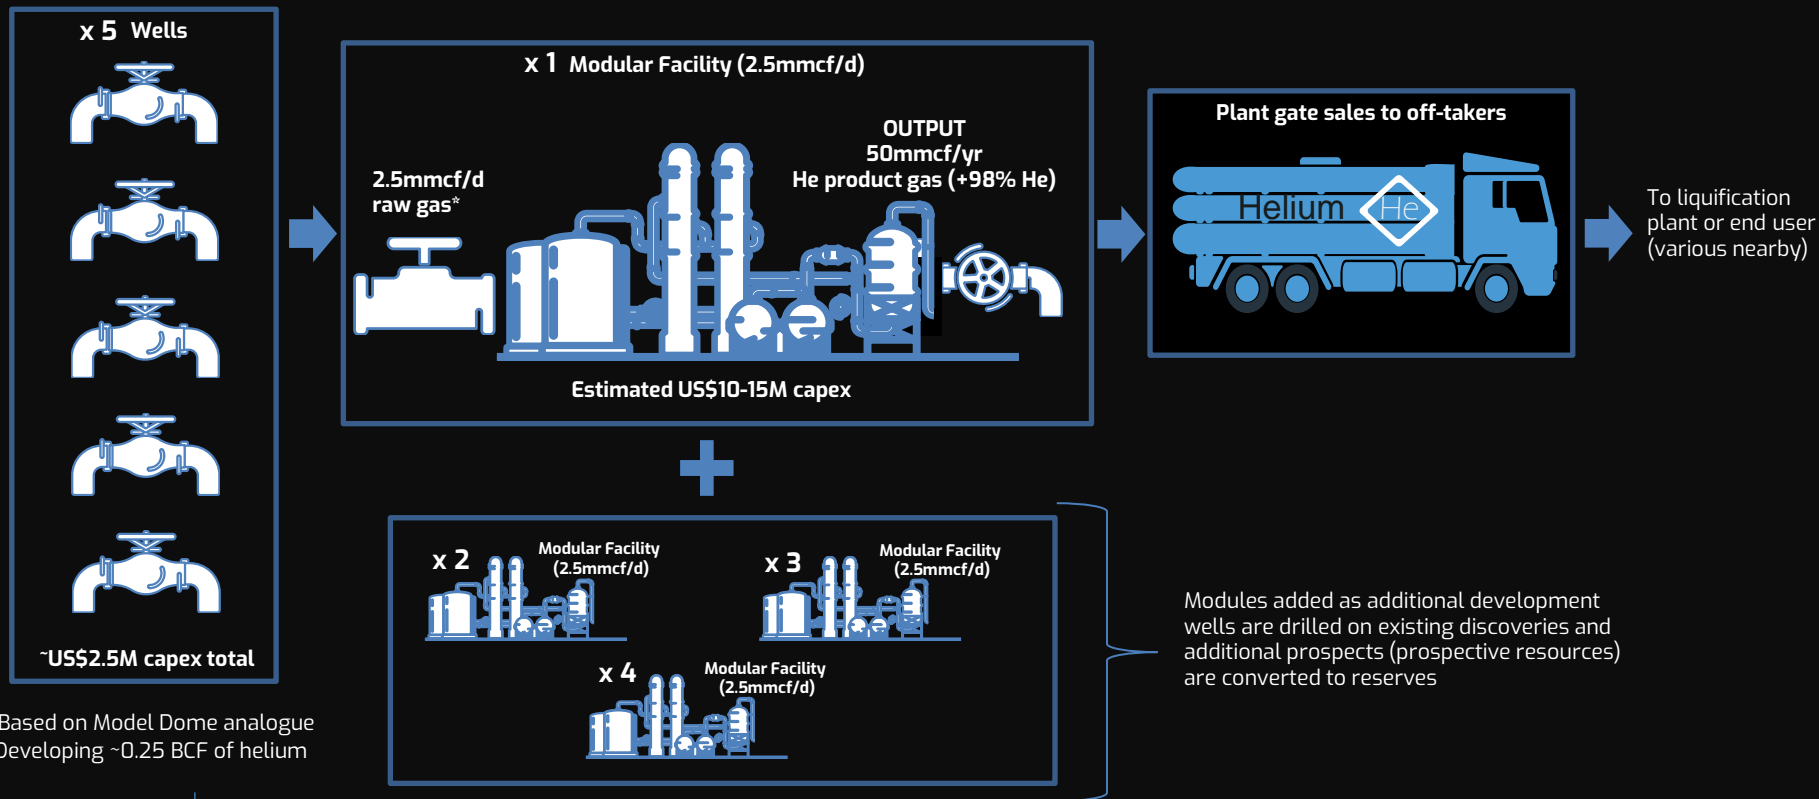 x 5 Wells
~US$2.5M capex total
Based on Model Dome analogue
Developing ~0.25 BCF of helium
x 1 Modular Facility (2.5mmcf/d)
2.5mmcf/d
raw gas*
OUTPUT
50mmcf/yr
He product gas (+98% He)
Estimated US$10-15M capex
Plant gate sales to off-takers
Helium
He
To liquification
plant or end user
(various nearby)
x 2
Modular Facility
(2.5mmcf/d)
x 3
Modular Facility
(2.5mmcf/d)
x 4
Modular Facility
(2.5mmcf/d)
Modules added as additional development
wells are drilled on existing discoveries and
additional prospects (prospective resources)
are converted to reserves